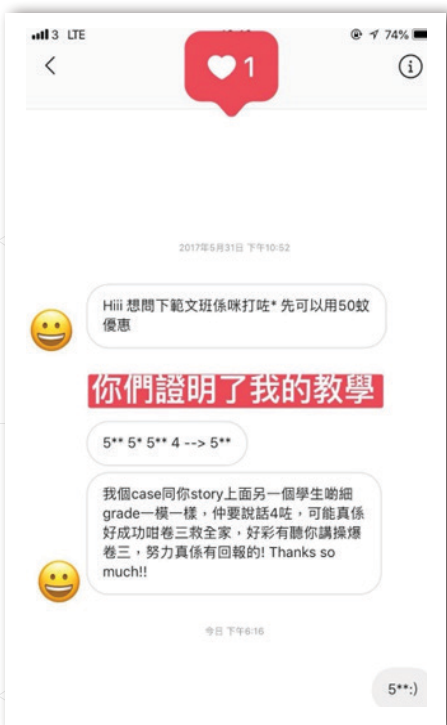 3 LTE
74%
1
2017年5月31日 下午10:52
Hiii 想問下範文班係咪打咗* 先可以用50蚊
優惠
你們證明了我的教學
5** 5* 5** 4 --> 5**
我個case同你story上面另一個學生啲細
grade一模一樣，仲要說話4咗，可能真係
好成功咁卷三救全家，好彩有聽你講操爆
卷三，努力真係有回報的! Thanks so
much!!
今日 下午6:16
5**:)